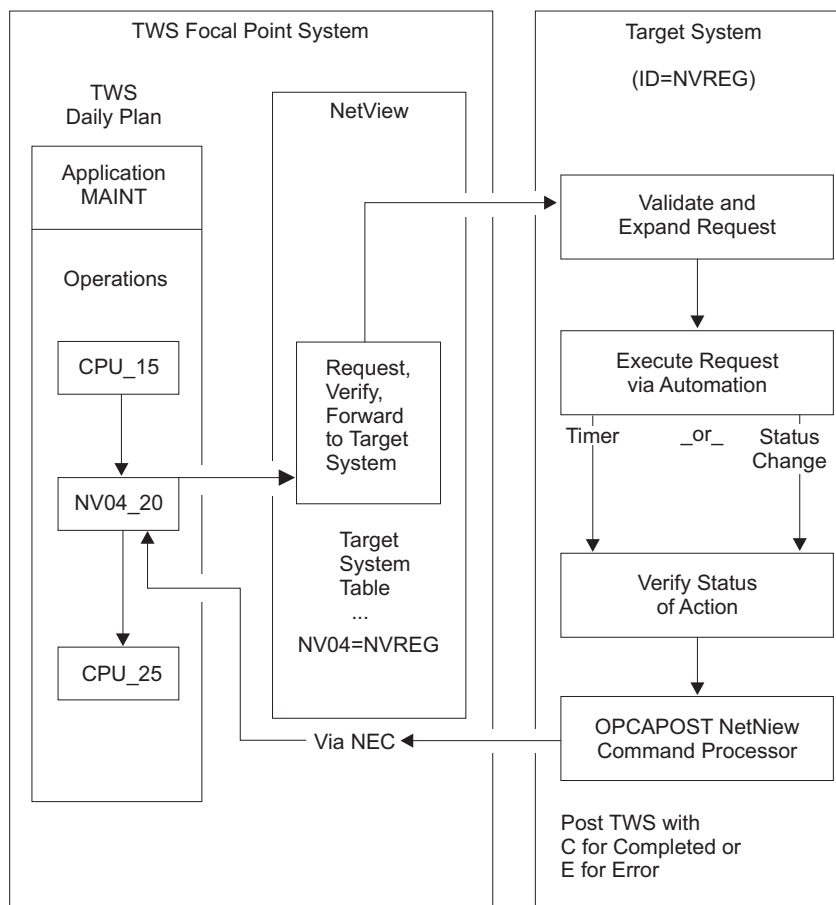 TWS Focal Point System
TWS
Daily Plan
Application
MAINT
Operations
CPU_15
NV04_20
CPU_25
NetView
Request,
Verify,
Forward
to Target
System
Target
System
Table
...
NV04=NVREG
Via NEC
Target System
(ID=NVREG)
Validate and
Expand Request
Execute Request
via Automation
Timer _or_ Status
Change
Verify Status
of Action
OPCAPOST NetNiew
Command Processor
Post TWS with
C for Completed or
E for Error